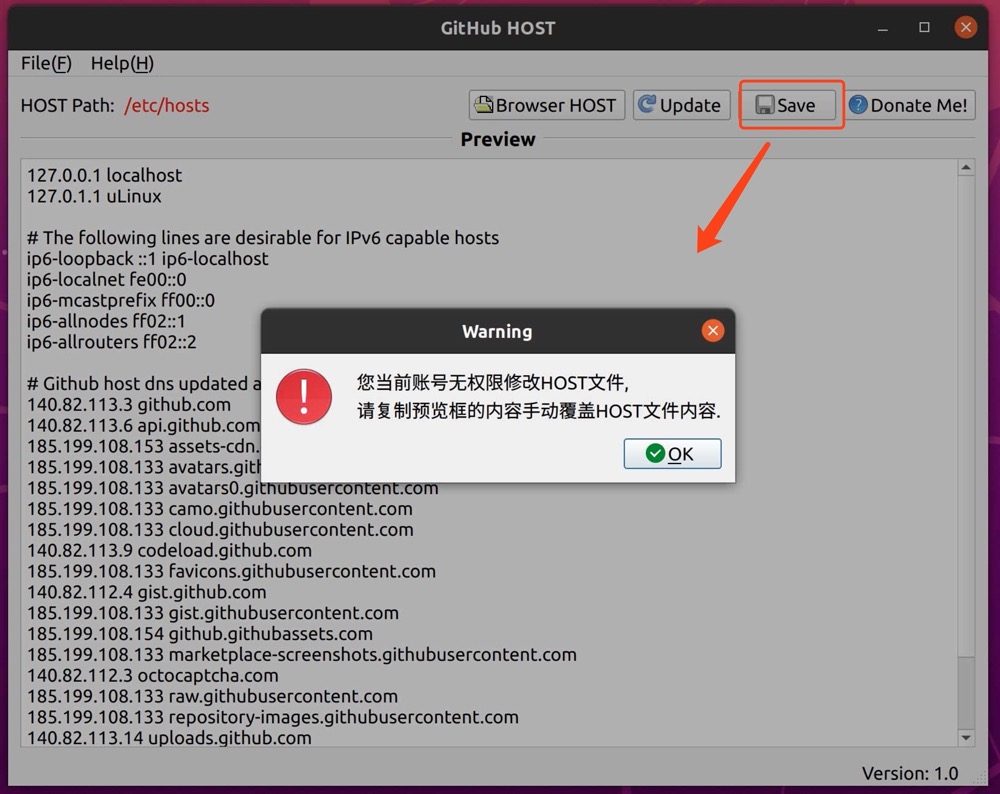 GitHub HOST
File(F) Help(H)
HOST Path: /etc/hosts Browser HOST Update Save Donate Me!
Preview
127.0.0.1 localhost
127.0.1.1 uLinux
# The following lines are desirable for IPv6 capable hosts
ip6-loopback ::1 ip6-localhost
ip6-localnet fe00::0
ip6-mcastprefix ff00::0
ip6-allnodes ff02::1
ip6-allrouters ff02::2
# Github host dns updated
140.82.113.3 github.com
140.82.113.6 api.github.com
185.199.108.153 assets-cdn.
185.199.108.133 avatars.gith
185.199.108.133 avatars0.githubusercontent.com
185.199.108.133 camo.githubusercontent.com
185.199.108.133 cloud.githubusercontent.com
140.82.113.9 codeload.github.com
185.199.108.133 favicons.githubusercontent.com
140.82.112.4 gist.github.com
185.199.108.133 gist.githubusercontent.com
185.199.108.154 github.githubassets.com
185.199.108.133 marketplace-screenshots.githubusercontent.com
140.82.112.3 octocaptcha.com
185.199.108.133 raw.githubusercontent.com
185.199.108.133 repository-images.githubusercontent.com
140.82.113.14 uploads.github.com
Warning
您当前账号无权限修改HOST文件,
请复制预览框的内容手动覆盖HOST文件内容.
OK
Version: 1.0